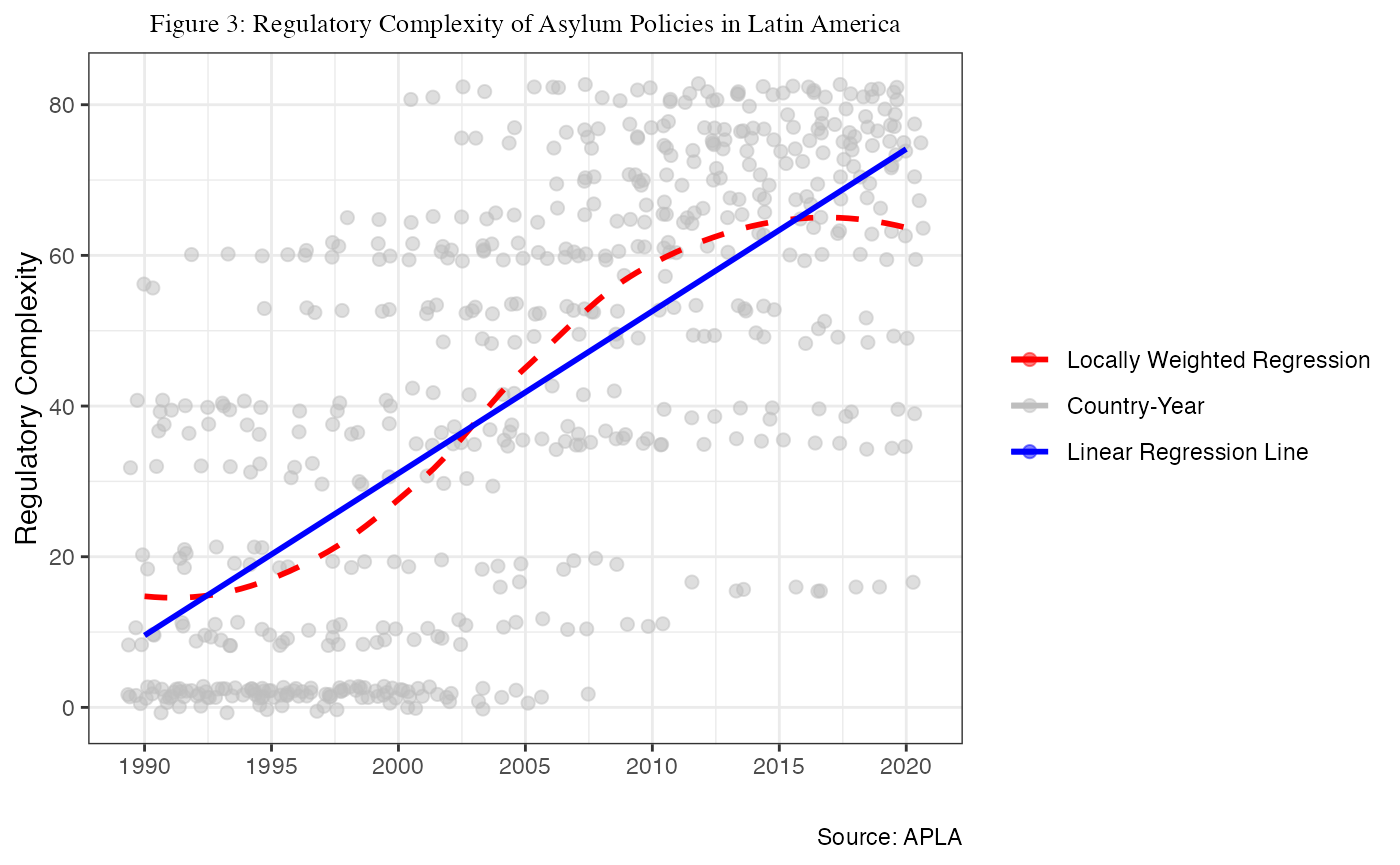 Figure 3: Regulatory Complexity of Asylum Policies in Latin America
Regulatory Complexity
80
60
40
20
0
1990 1995 2000 2005 2010 2015 2020
Locally Weighted Regression
Country-Year
Linear Regression Line
Source: APLA